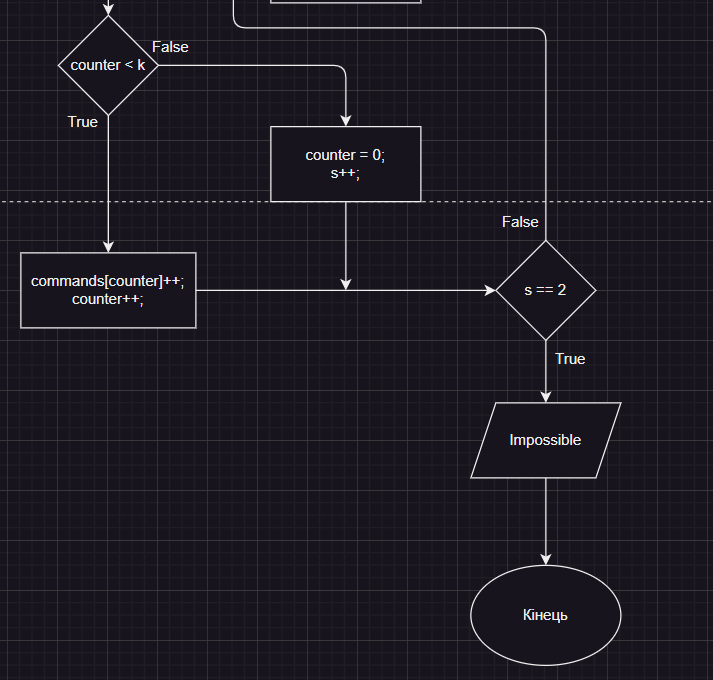 False
counter < k
True
counter = 0;
s++;
False
commands[counter]++;
counter++;
s == 2
True
Impossible
Кінець